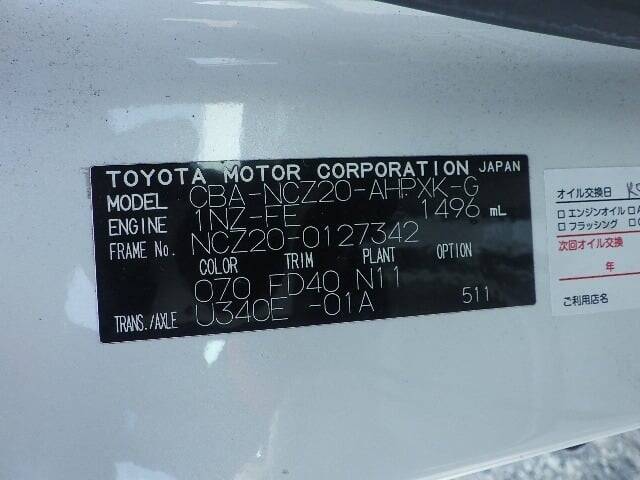 TOYOTA MOTOR CORPORATION JAPAN
MODEL CBA-NCZ20-AHPXK-G
ENGINE 1NZ-FE 1496 mL
FRAME No. NCZ20-0127342
COLOR TRIM PLANT OPTION
070 FD40 N11
TRANS./AXLE U340E -01A 511
オイル交換日
□ エンジンオイル □
□ フラッシング □
次回オイル交換
年
ご利用店名